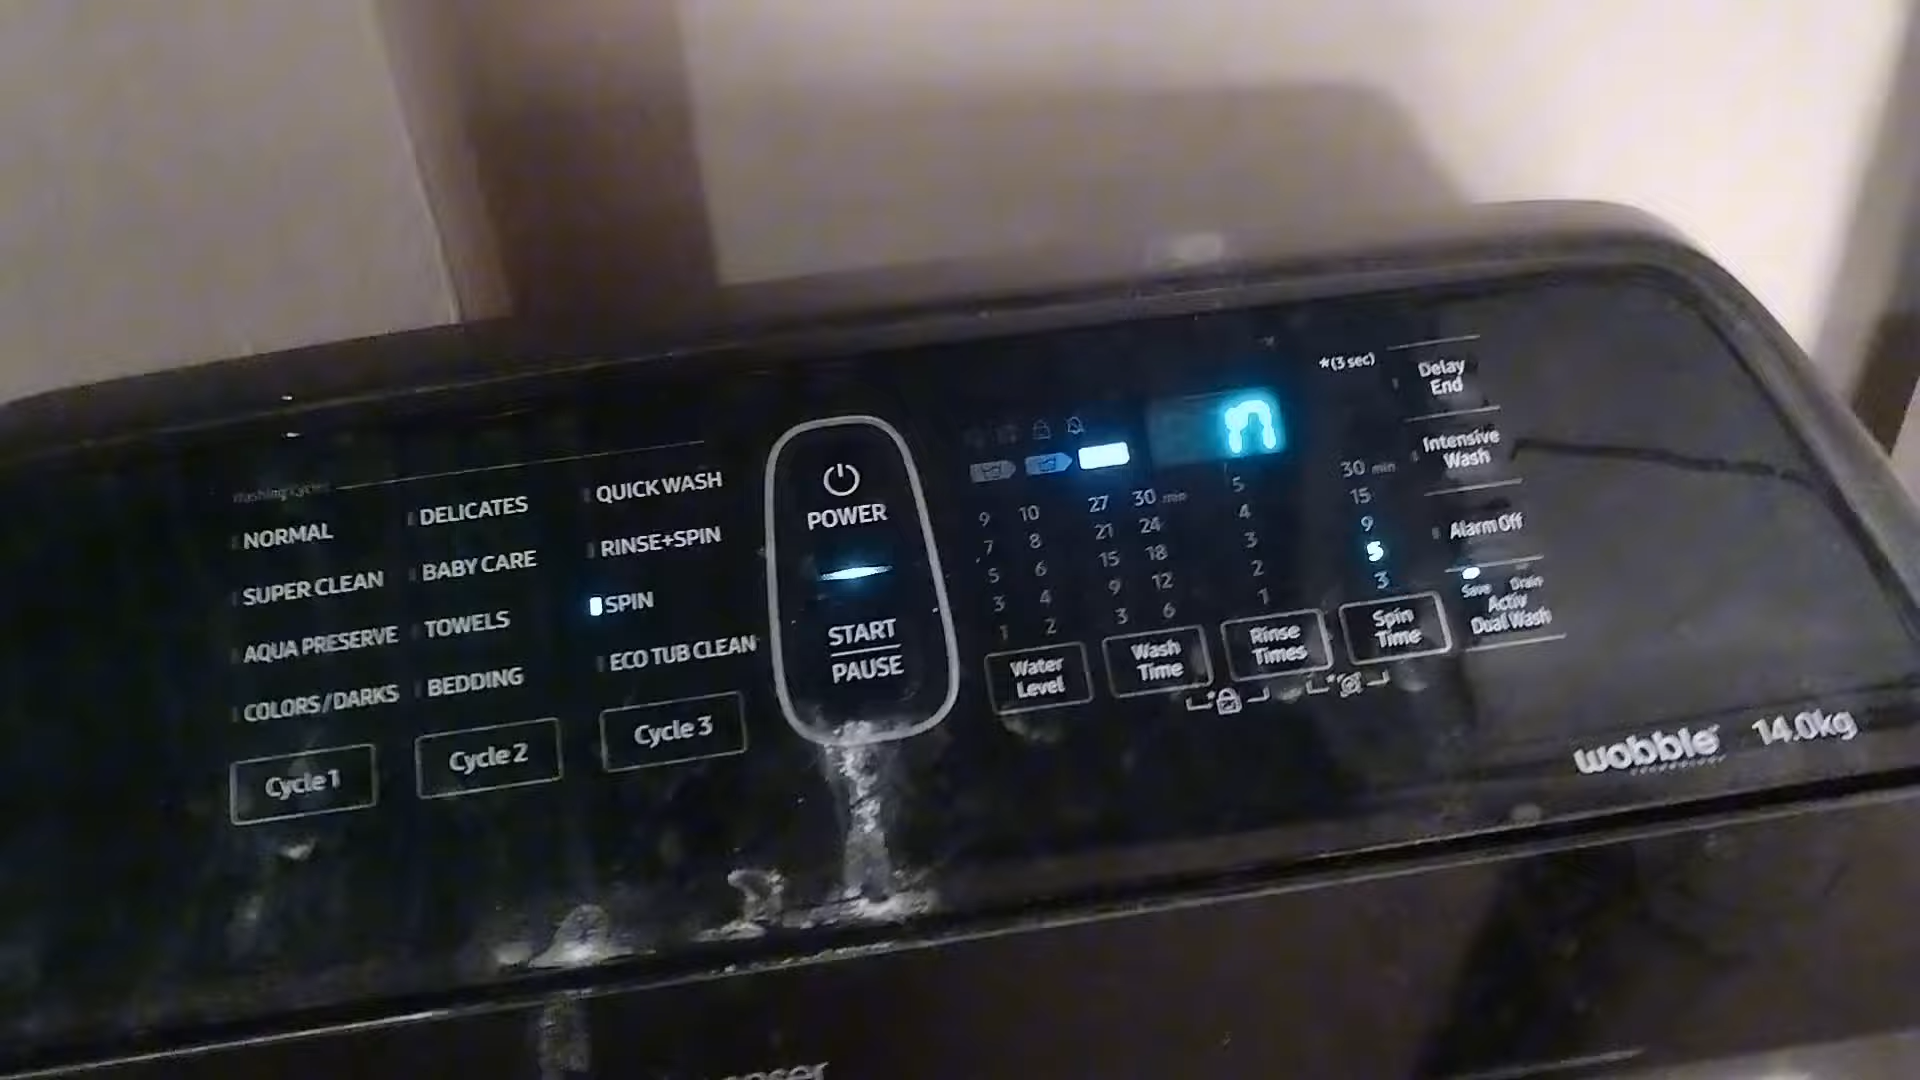 Washing Cycles
NORMAL
SUPER CLEAN
AQUA PRESERVE
COLORS/DARKS
Cycle 1
DELICATES
BABY CARE
TOWELS
BEDDING
Cycle 2
QUICK WASH
RINSE+SPIN
SPIN
ECO TUB CLEAN
Cycle 3
POWER
START
PAUSE
9 10
7 8
5 6
3 4
1 2
Water
Level
27 30 min
21 24
15 18
9 12
3 6
Wash
Time
5
4
3
2
1
Rinse
Times
*(3 sec)
30 min
15
9
5
3
Spin
Time
Delay
End
Intensive
Wash
Alarm Off
Save Drain
Activ
Dual Wash
wobble 14.0kg